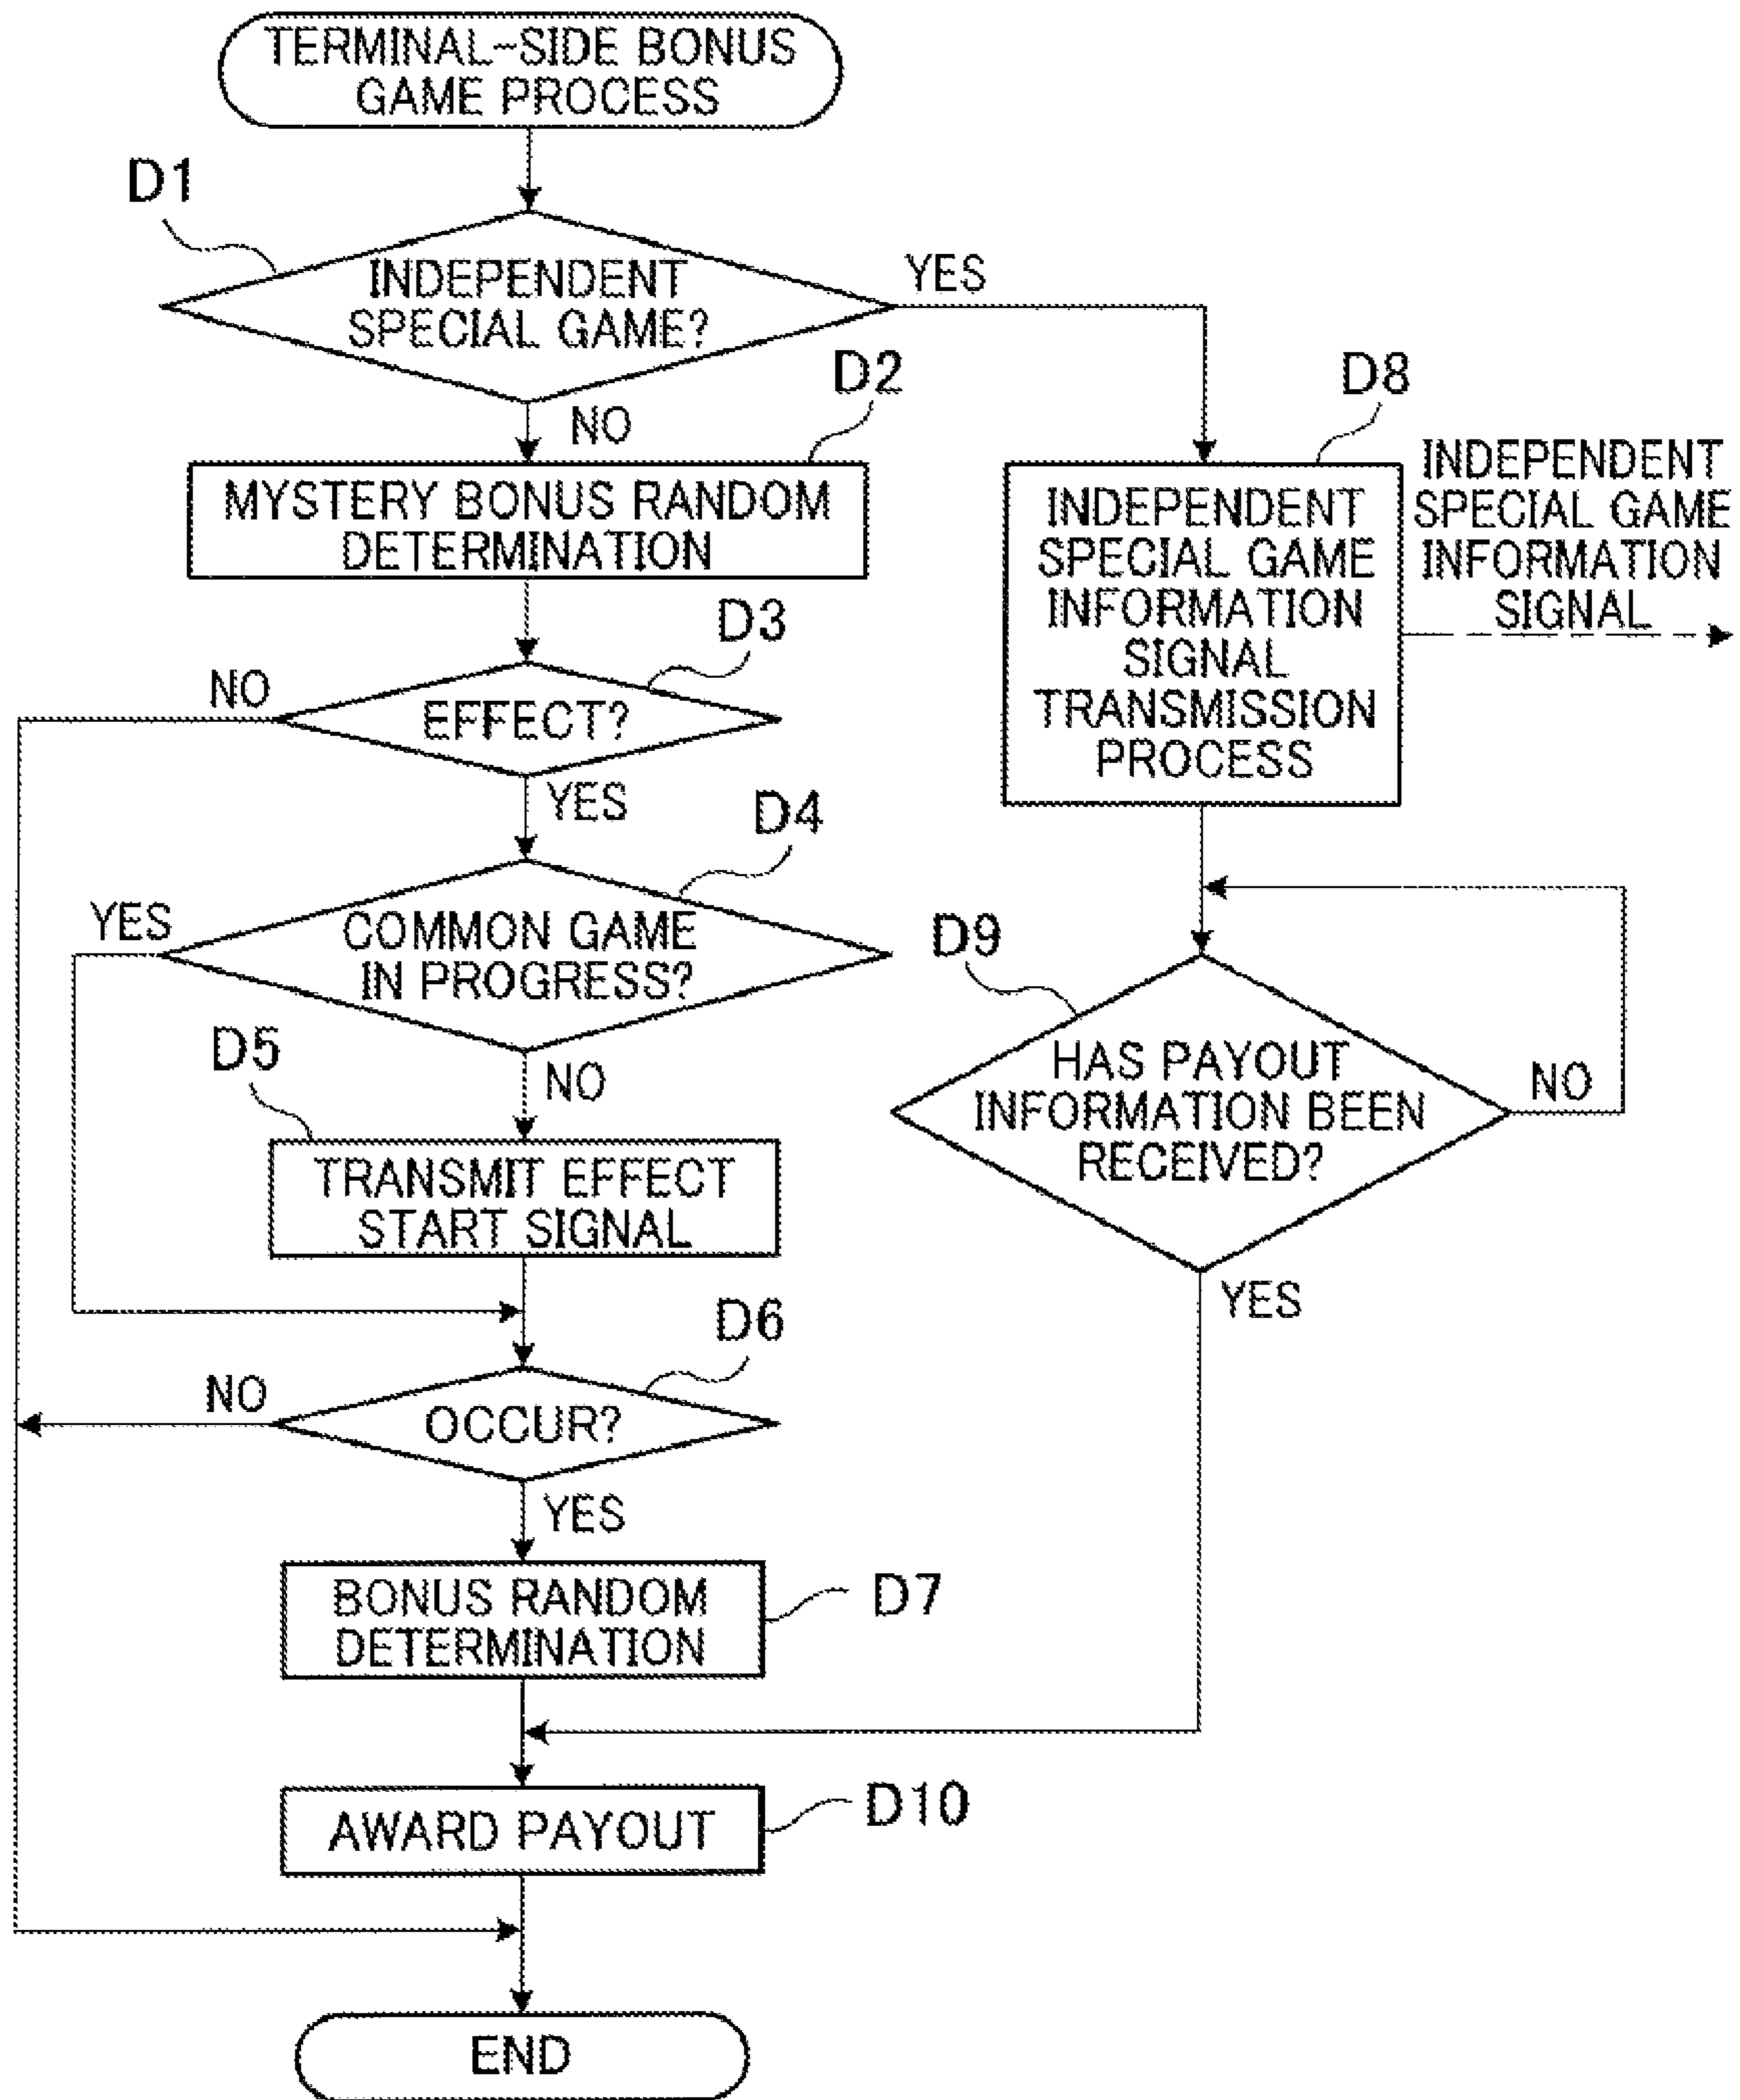 TERMINAL-SIDE BONUS
GAME PROCESS
D1
INDEPENDENT
SPECIAL GAME?
YES
NO
D2
MYSTERY BONUS RANDOM
DETERMINATION
D3
EFFECT?
NO
YES
D4
COMMON GAME
IN PROGRESS?
YES
NO
D5
TRANSMIT EFFECT
START SIGNAL
D6
OCCUR?
NO
YES
BONUS RANDOM
DETERMINATION
D7
D8
INDEPENDENT
SPECIAL GAME
INFORMATION
SIGNAL
TRANSMISSION
PROCESS
INDEPENDENT
SPECIAL GAME
INFORMATION
SIGNAL
D9
HAS PAYOUT
INFORMATION BEEN
RECEIVED?
NO
YES
AWARD PAYOUT
D10
END